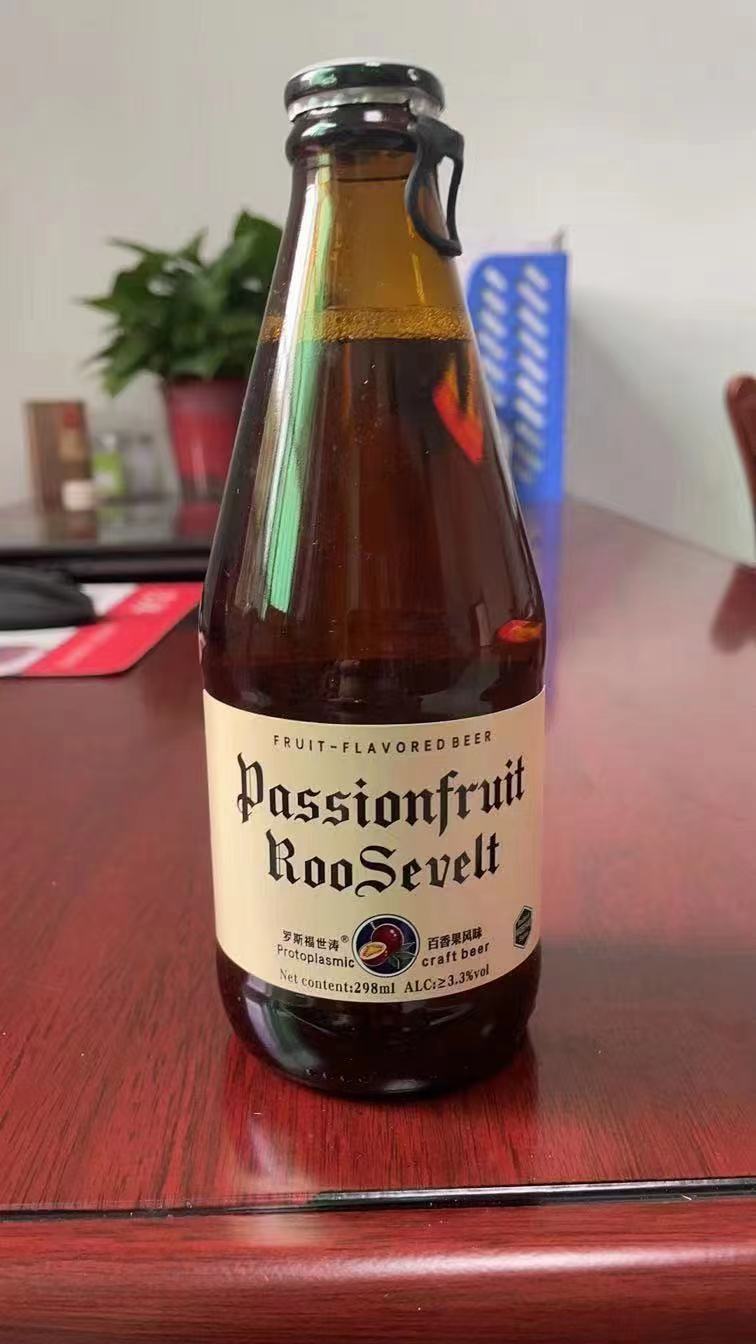 FRUIT-FLAVORED BEER
Passionfruit
RooSevelt
罗斯福世涛® 百香果风味
Protoplasmic craft beer
Net content:298ml ALC:≥3.3%vol